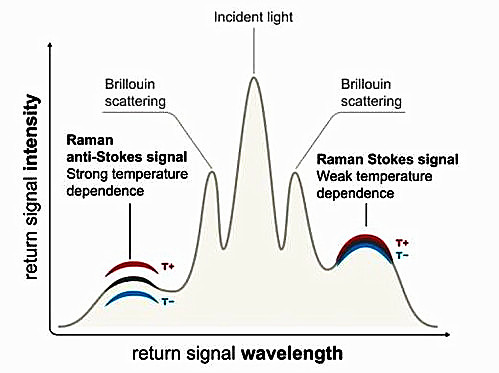 Incident light
Brillouin
scattering
Brillouin
scattering
Raman
anti-Stokes signal
Strong temperature
dependence
Raman Stokes signal
Weak temperature
dependence
T+
T−
T+
T−
return signal intensity
return signal wavelength